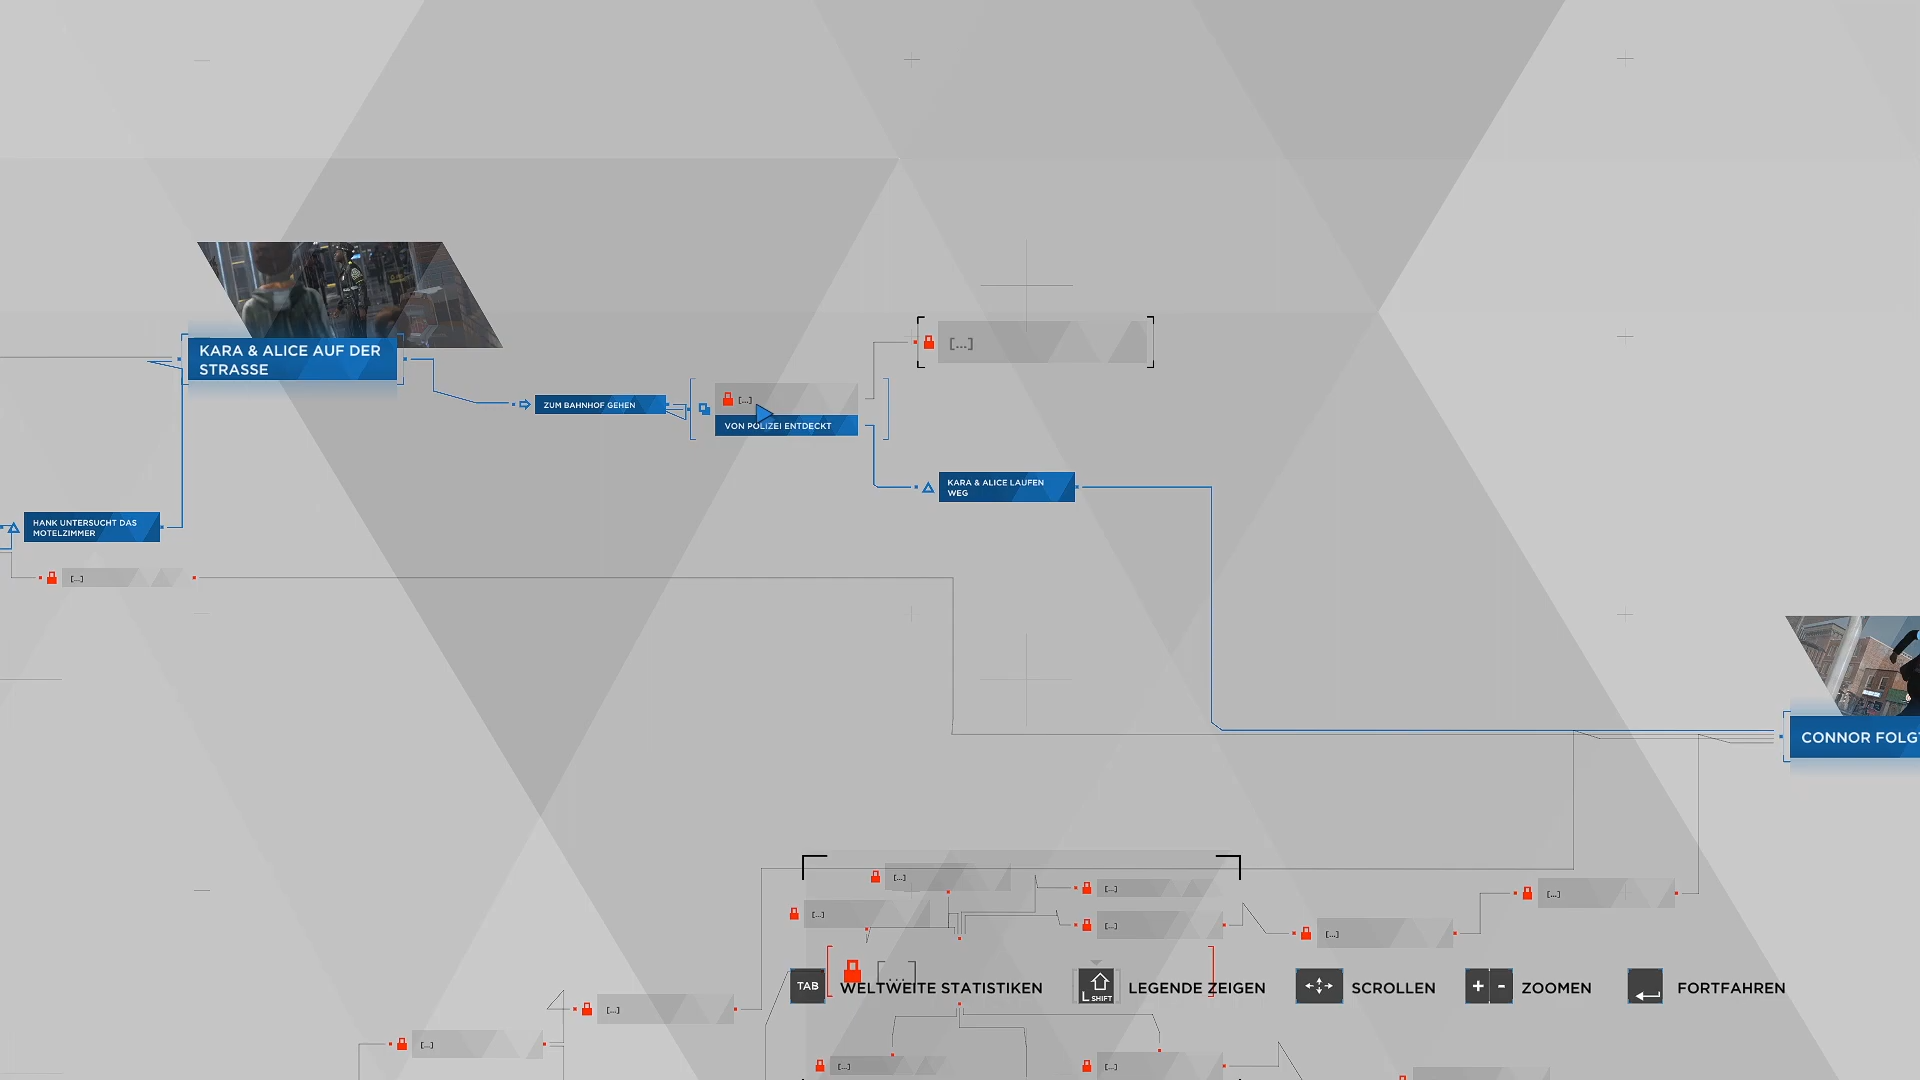 KARA & ALICE AUF DER
STRASSE
[...]
ZUM BAHNHOF GEHEN
[...]
VON POLIZEI ENTDECKT
KARA & ALICE LAUFEN
WEG
HANK UNTERSUCHT DAS
MOTELZIMMER
[...]
CONNOR FOLGT
[...]
[...]
[...]
[...]
[...]
[...]
[...]
[...]
TAB
WELTWEITE STATISTIKEN
L SHIFT
LEGENDE ZEIGEN
SCROLLEN
+ -
ZOOMEN
FORTFAHREN
[...]
[...]
[...]
[...]